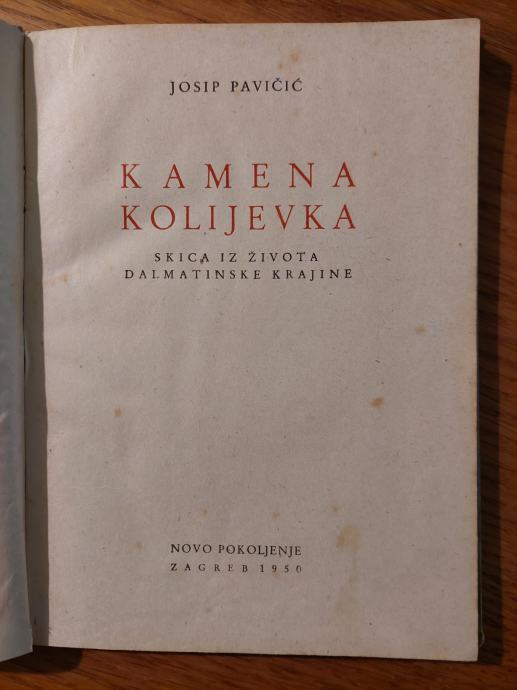 JOSIP PAVIČIĆ
KAMENA
KOLIJEVKA
SKICA IZ ŽIVOTA
DALMATINSKE KRAJINE
NOVO POKOLJENJE
ZAGREB 1950